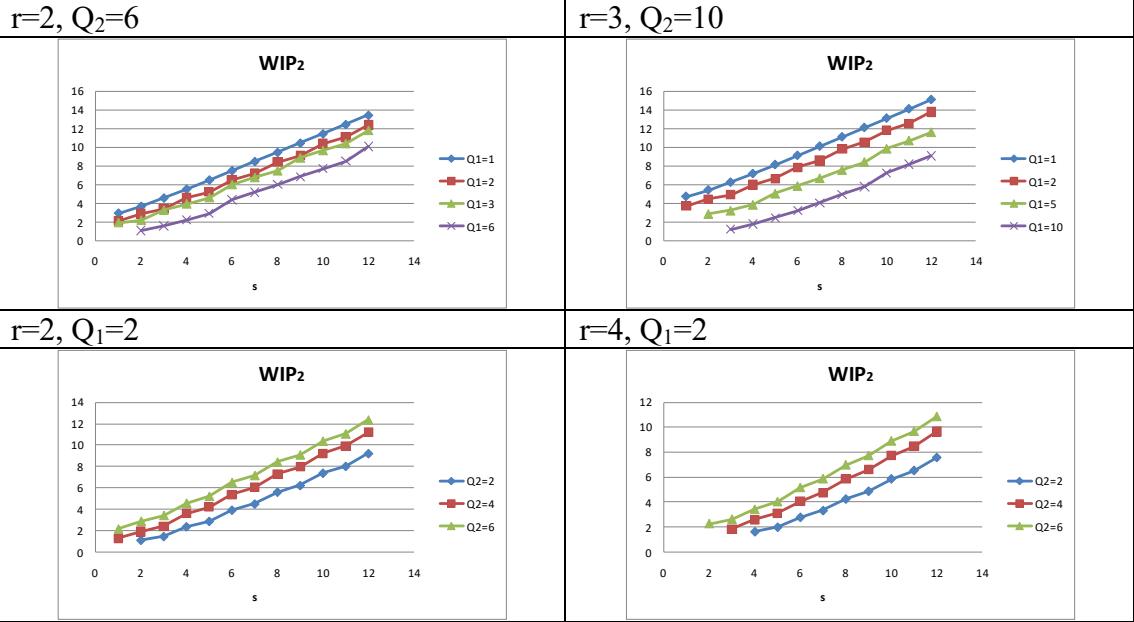 r=2, Q₂=6
WIP₂
16
14
12
10
8
6
4
2
0
0 2 4 6 8 10 12 14
s
Q1=1
Q1=2
Q1=3
Q1=6
r=3, Q₂=10
WIP₂
16
14
12
10
8
6
4
2
0
0 2 4 6 8 10 12 14
s
Q1=1
Q1=2
Q1=5
Q1=10
r=2, Q₁=2
WIP₂
14
12
10
8
6
4
2
0
0 2 4 6 8 10 12 14
s
Q2=2
Q2=4
Q2=6
r=4, Q₁=2
WIP₂
12
10
8
6
4
2
0
0 2 4 6 8 10 12 14
s
Q2=2
Q2=4
Q2=6